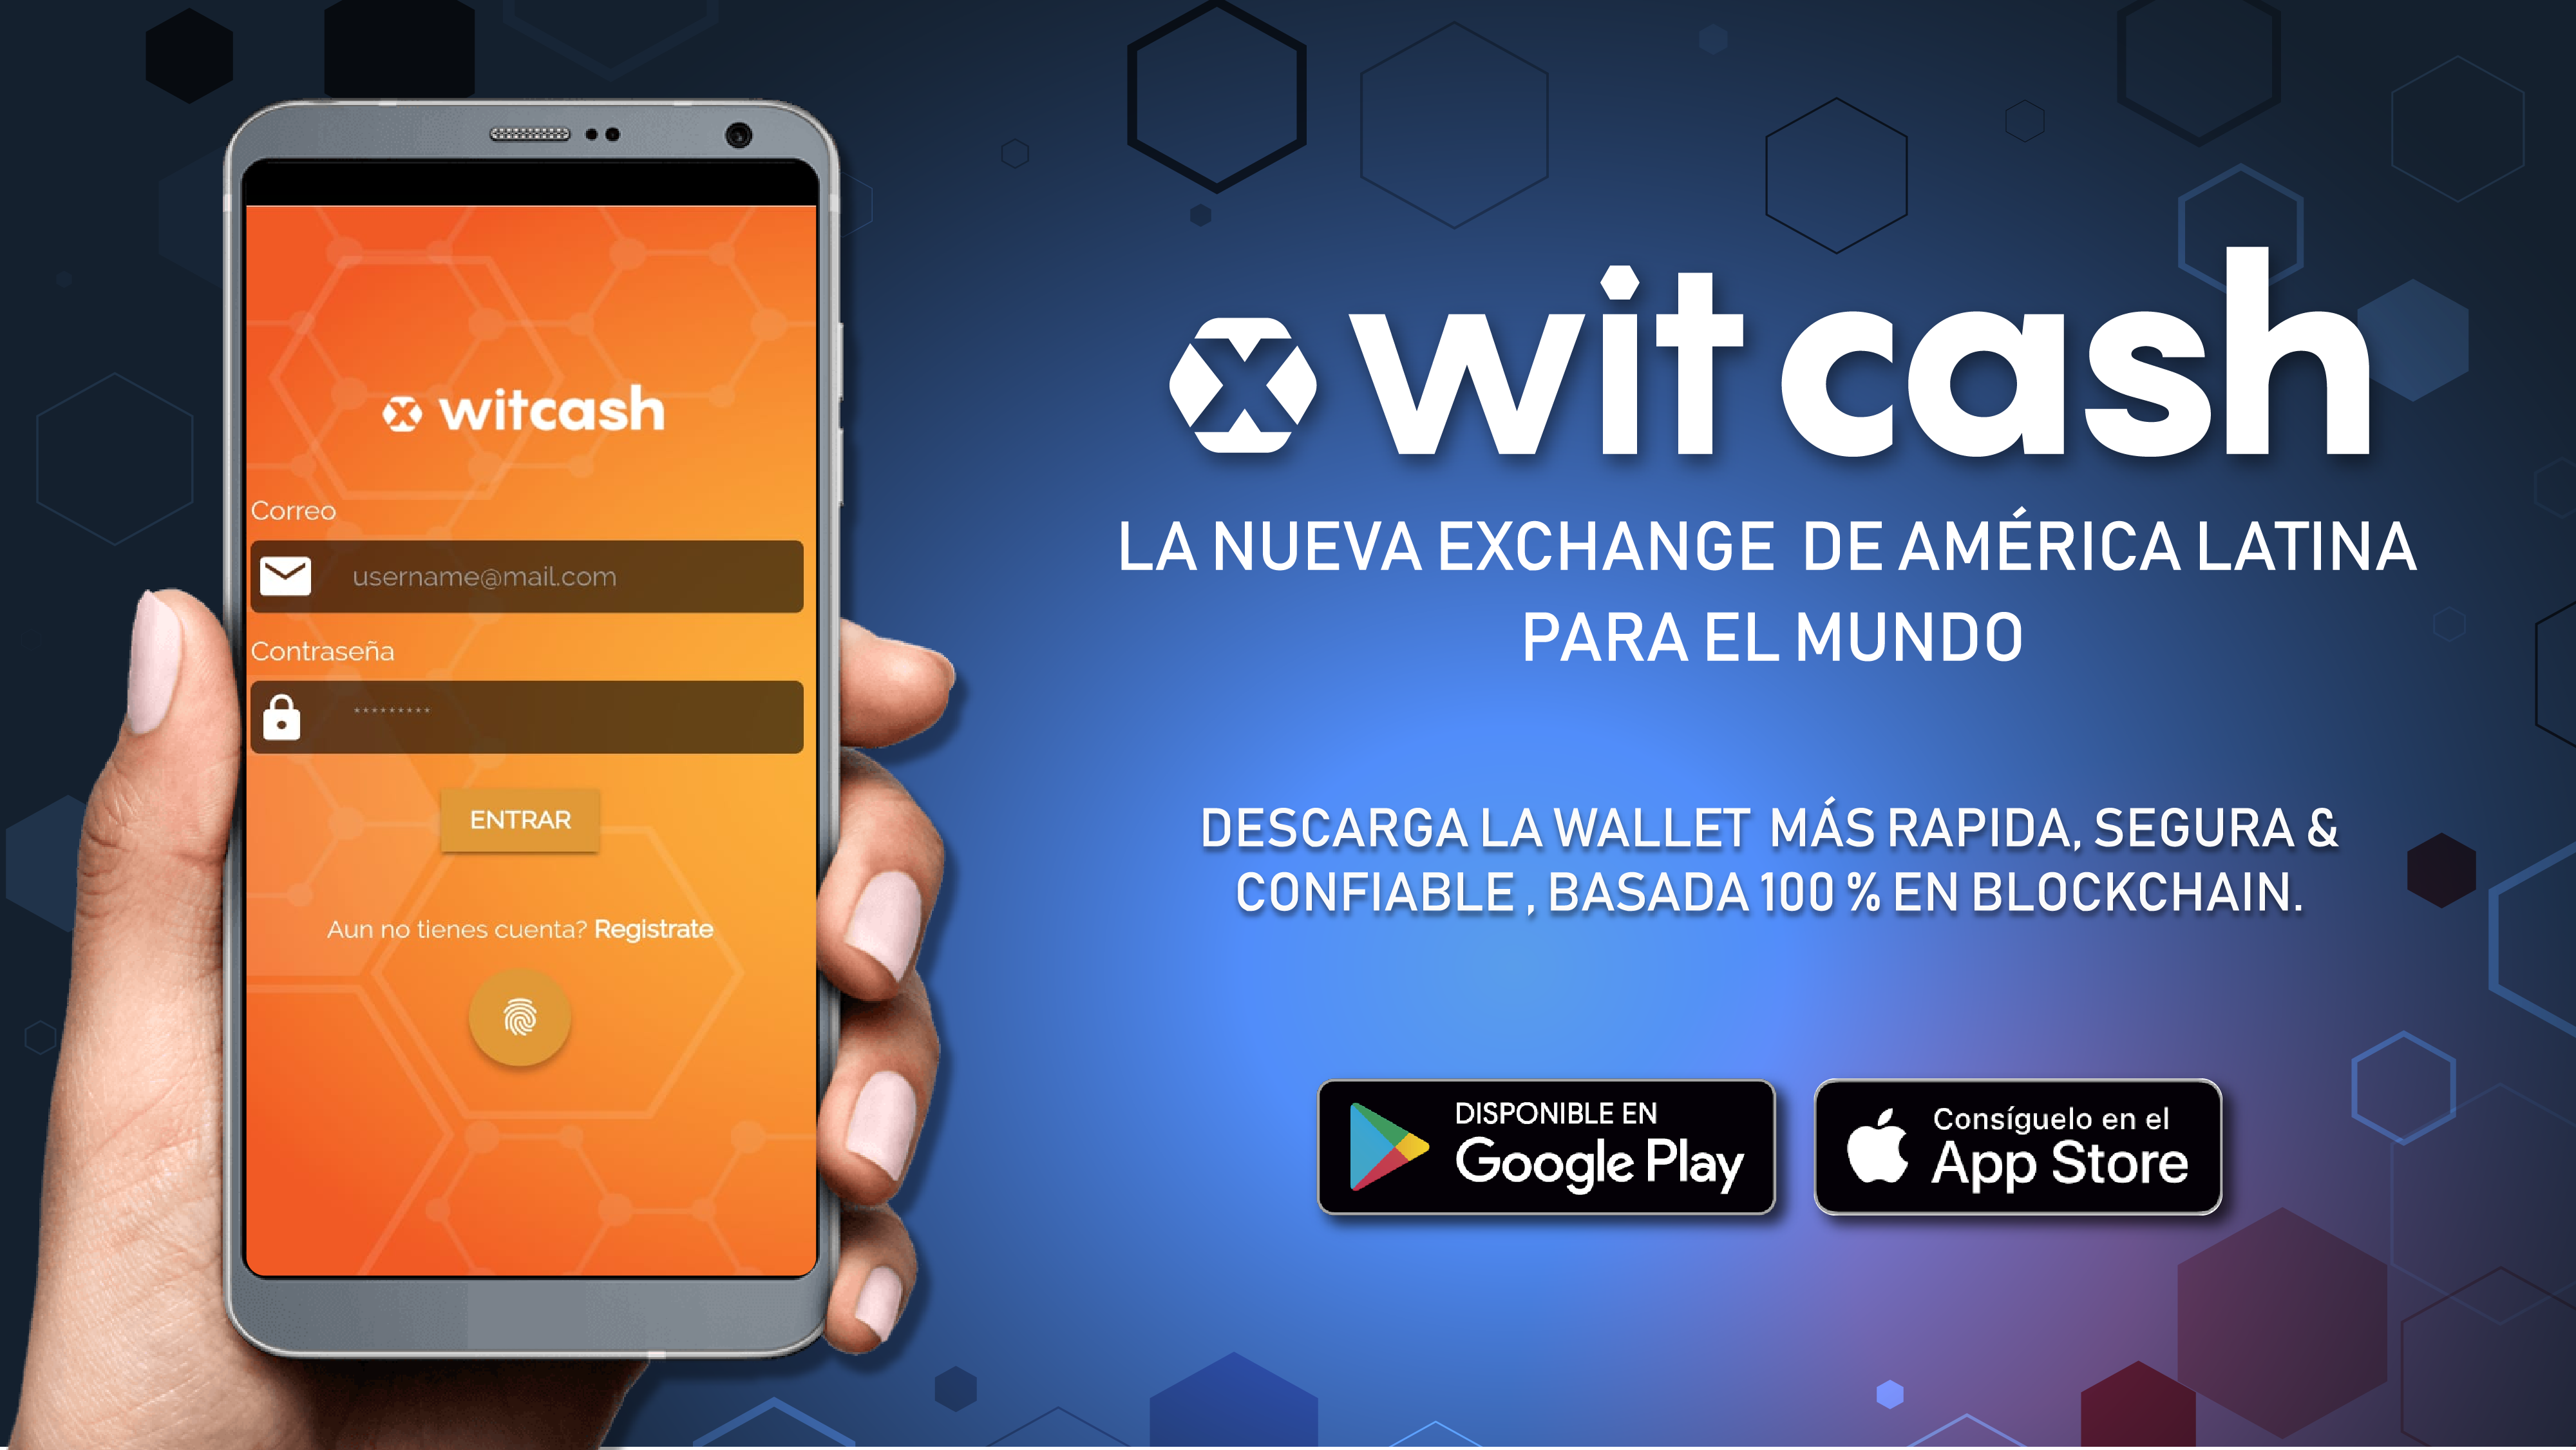 witcash
Correo
username@mail.com
Contraseña
*********
ENTRAR
Aun no tienes cuenta? Registrate
wit cash
LA NUEVA EXCHANGE DE AMÉRICA LATINA
PARA EL MUNDO
DESCARGA LA WALLET MÁS RAPIDA, SEGURA &
CONFIABLE , BASADA 100 % EN BLOCKCHAIN.
DISPONIBLE EN
Google Play
Consíguelo en el
App Store